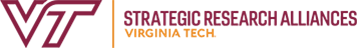 VT
STRATEGIC RESEARCH ALLIANCES
VIRGINIA TECH.